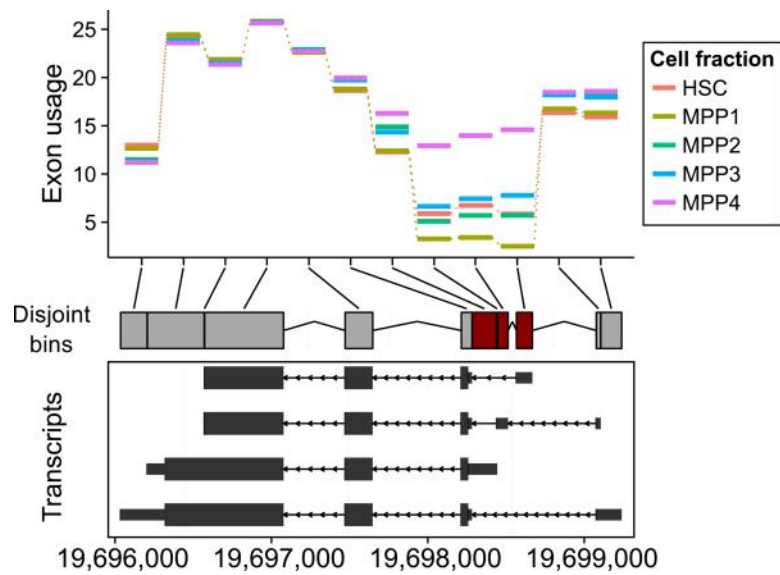 Exon usage
25
20
15
10
5
Cell fraction
HSC
MPP1
MPP2
MPP3
MPP4
Disjoint
bins
Transcripts
19,696,000 19,697,000 19,698,000 19,699,000